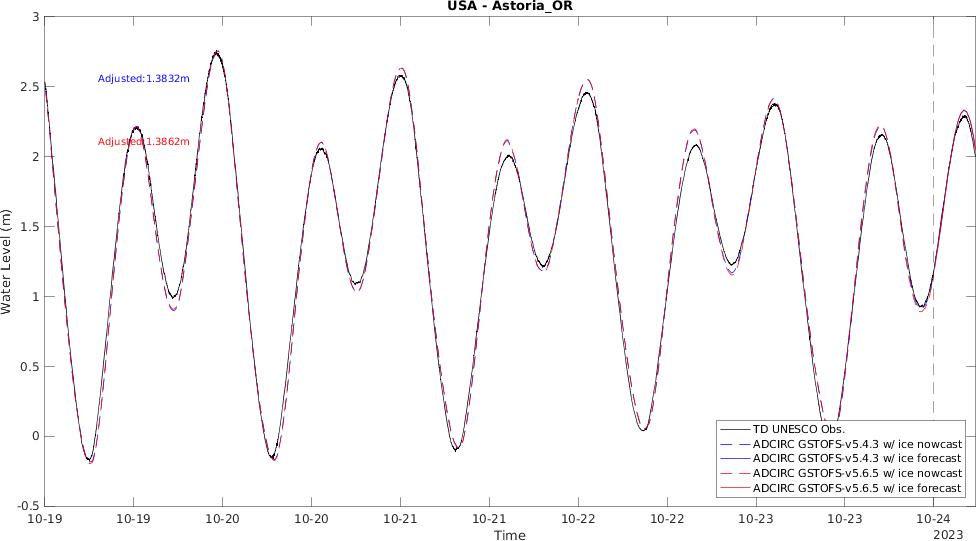 USA - Astoria_OR
Adjusted:1.3832m
Adjusted:1.3862m
Water Level (m)
3
2.5
2
1.5
1
0.5
0
-0.5
10-19
10-19
10-20
10-20
10-21
10-21
10-22
10-22
10-23
10-23
10-24
2023
Time
TD UNESCO Obs.
ADCIRC GSTOFS-v5.4.3 w/ ice nowcast
ADCIRC GSTOFS-v5.4.3 w/ ice forecast
ADCIRC GSTOFS-v5.6.5 w/ ice nowcast
ADCIRC GSTOFS-v5.6.5 w/ ice forecast